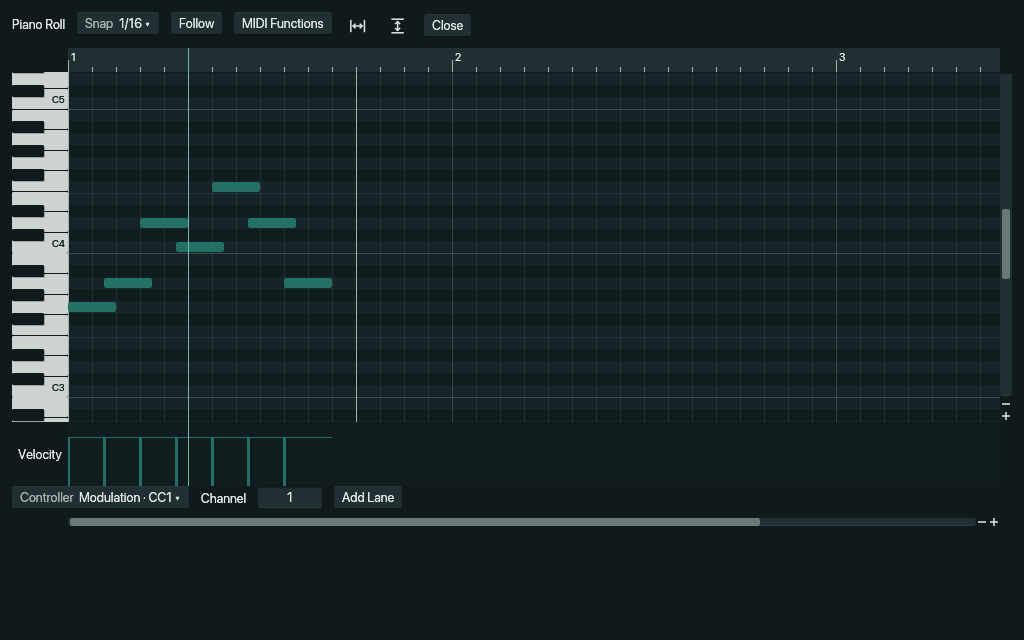 Piano Roll Snap 1/16 ▾ Follow MIDI Functions Close
1 2 3
C5
C4
C3
− 
+
Velocity
Controller Modulation · CC1 ▾ Channel 1 Add Lane
− +